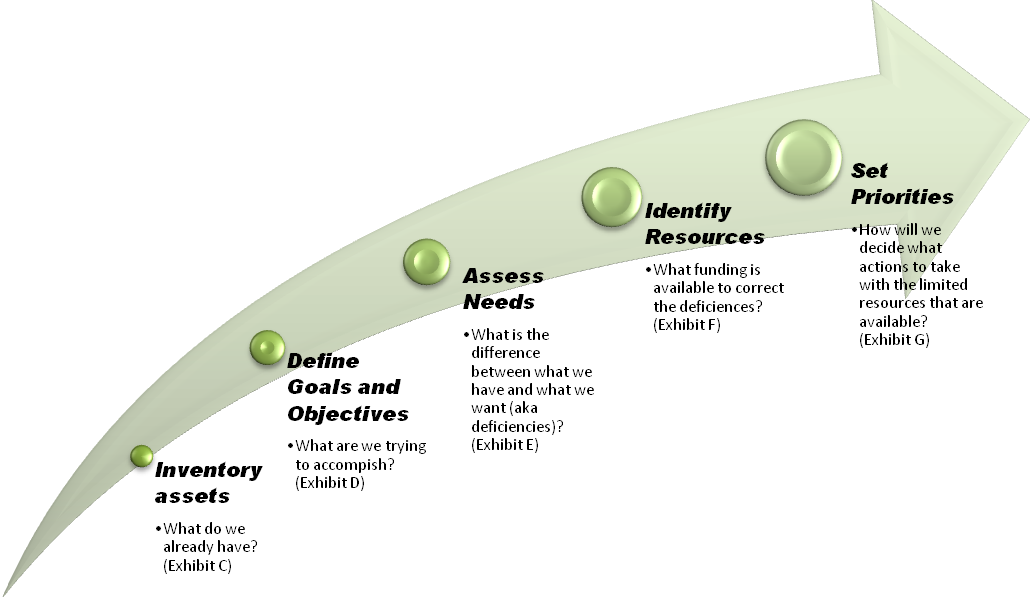 Inventory
assets
•What do we
already have?
(Exhibit C)
Define
Goals and
Objectives
•What are we trying
to accompish?
(Exhibit D)
Assess
Needs
•What is the
difference
between what we
have and what we
want (aka
deficiencies)?
(Exhibit E)
Identify
Resources
•What funding is
available to correct
the deficiences?
(Exhibit F)
Set
Priorities
•How will we
decide what
actions to take
with the limited
resources that are
available?
(Exhibit G)